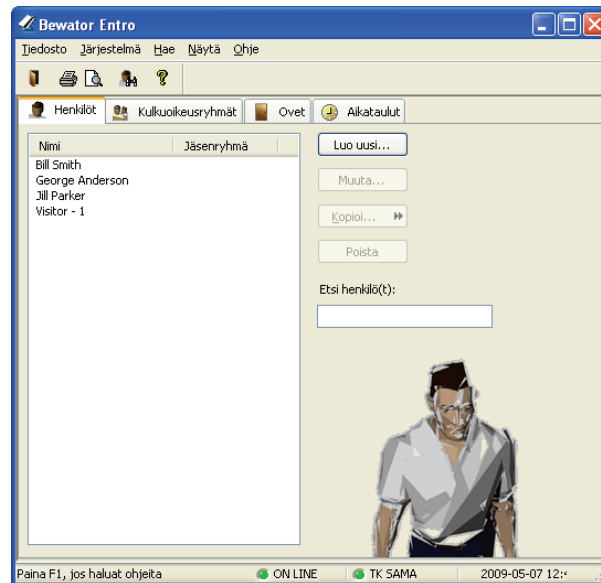 Bewator Entro
Tiedosto Järjestelmä Hae Näytä Ohje
Henkilöt Kulkuoikeusryhmät Ovet Aikataulut
Nimi Jäsenryhmä
Bill Smith
George Anderson
Jill Parker
Visitor - 1
Luo uusi...
Muuta...
Kopioi...
Poista
Etsi henkilö(t):
Paina F1, jos haluat ohjeita ON LINE TK SAMA 2009-05-07